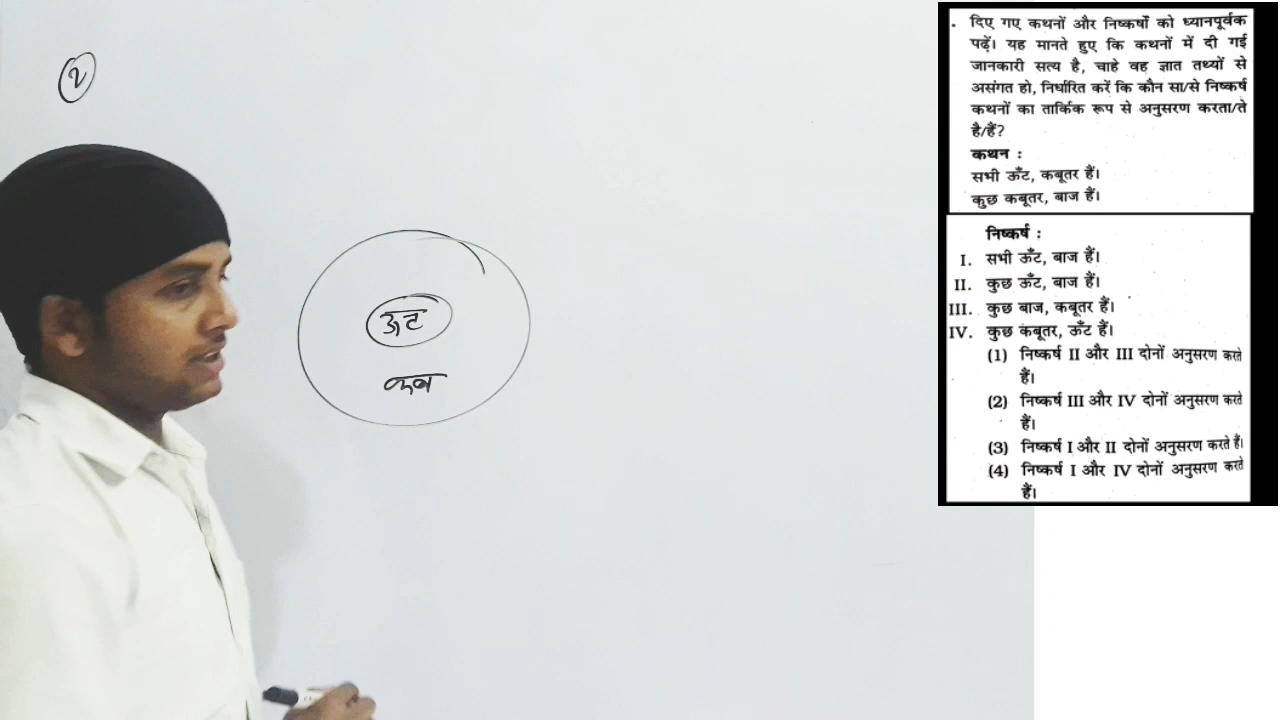 २
ऊट
कब
• दिए गए कथनों और निष्कर्षों को ध्यानपूर्वक
पढ़ें। यह मानते हुए कि कथनों में दी गई
जानकारी सत्य है, चाहे वह ज्ञात तथ्यों से
असंगत हो, निर्धारित करें कि कौन सा/से निष्कर्ष
कथनों का तार्किक रूप से अनुसरण करता/ते
है/हैं?
कथन :
सभी ऊँट, कबूतर हैं।
कुछ कबूतर, बाज हैं।
निष्कर्ष :
I. सभी ऊँट, बाज हैं।
II. कुछ ऊँट, बाज हैं।
III. कुछ बाज, कबूतर हैं।
IV. कुछ कबूतर, ऊँट हैं।
(1) निष्कर्ष II और III दोनों अनुसरण करते
हैं।
(2) निष्कर्ष III और IV दोनों अनुसरण करते
हैं।
(3) निष्कर्ष I और II दोनों अनुसरण करते हैं।
(4) निष्कर्ष I और IV दोनों अनुसरण करते
हैं।